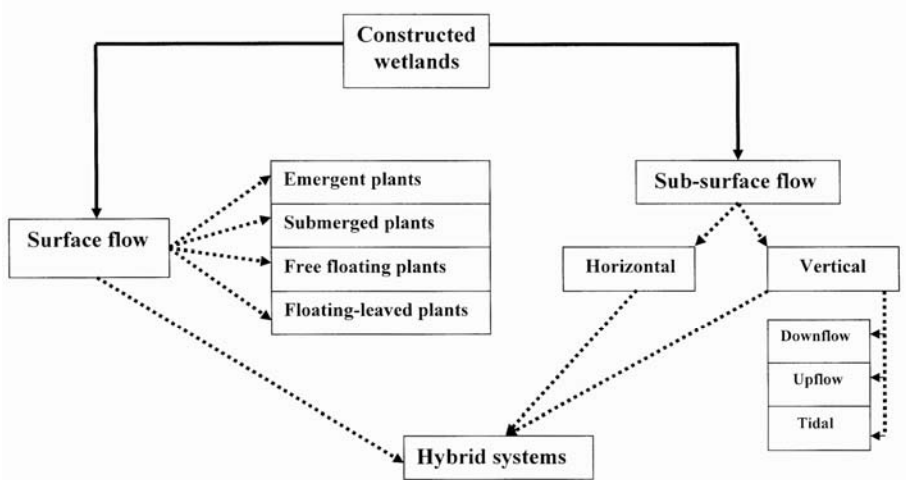 Constructed
wetlands
Emergent plants
Sub-surface flow
Submerged plants
Surface flow
Free floating plants
Horizontal
Vertical
Floating-leaved plants
Downflow
Upflow
Tidal
Hybrid systems